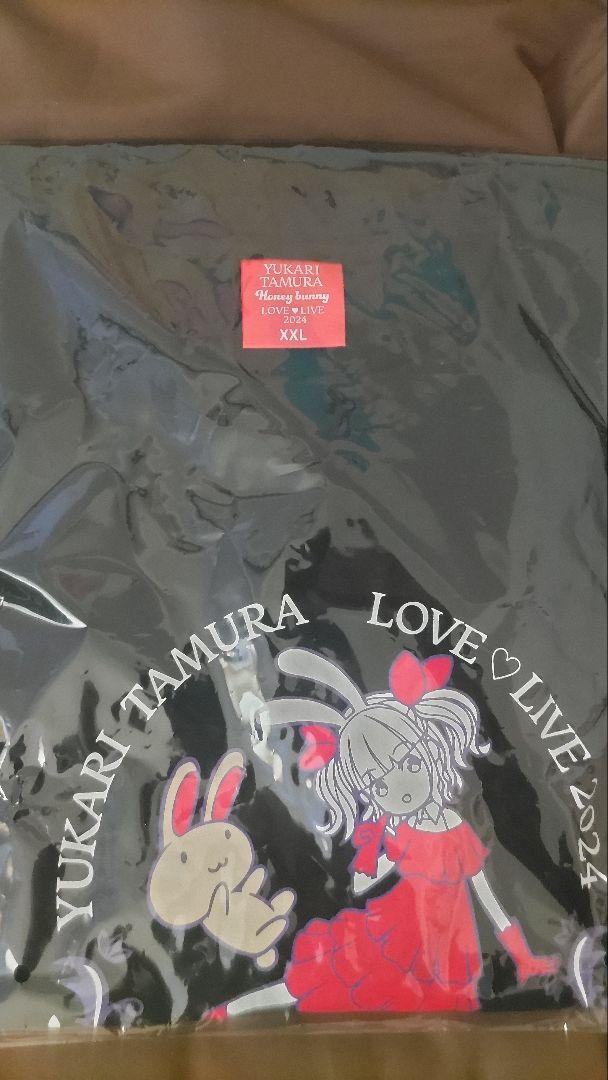 YUKARI
TAMURA
Honey bunny
LOVE♥LIVE
2024
XXL
YUKARI TAMURA LOVE♡LIVE 2024